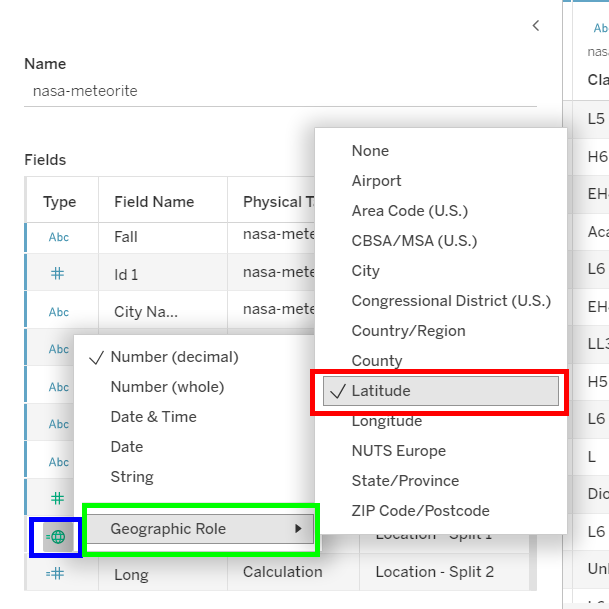 Name
nasa-meteorite
Fields
Type Field Name Physical Ta
Abc Fall nasa-mete
# Id 1 nasa-mete
Abc City Na... nasa-mete
Abc
Abc
Abc
Abc
#
Location - Split 1
=# Long Calculation Location - Split 2
Number (decimal)
Number (whole)
Date & Time
Date
String
Geographic Role
None
Airport
Area Code (U.S.)
CBSA/MSA (U.S.)
City
Congressional District (U.S.)
Country/Region
County
Latitude
Longitude
NUTS Europe
State/Province
ZIP Code/Postcode
Ab
nas
Cla
L5
H6
EH
Aca
L6
EH
LL3
H5
L6
L
Dio
L6
Unl
L6